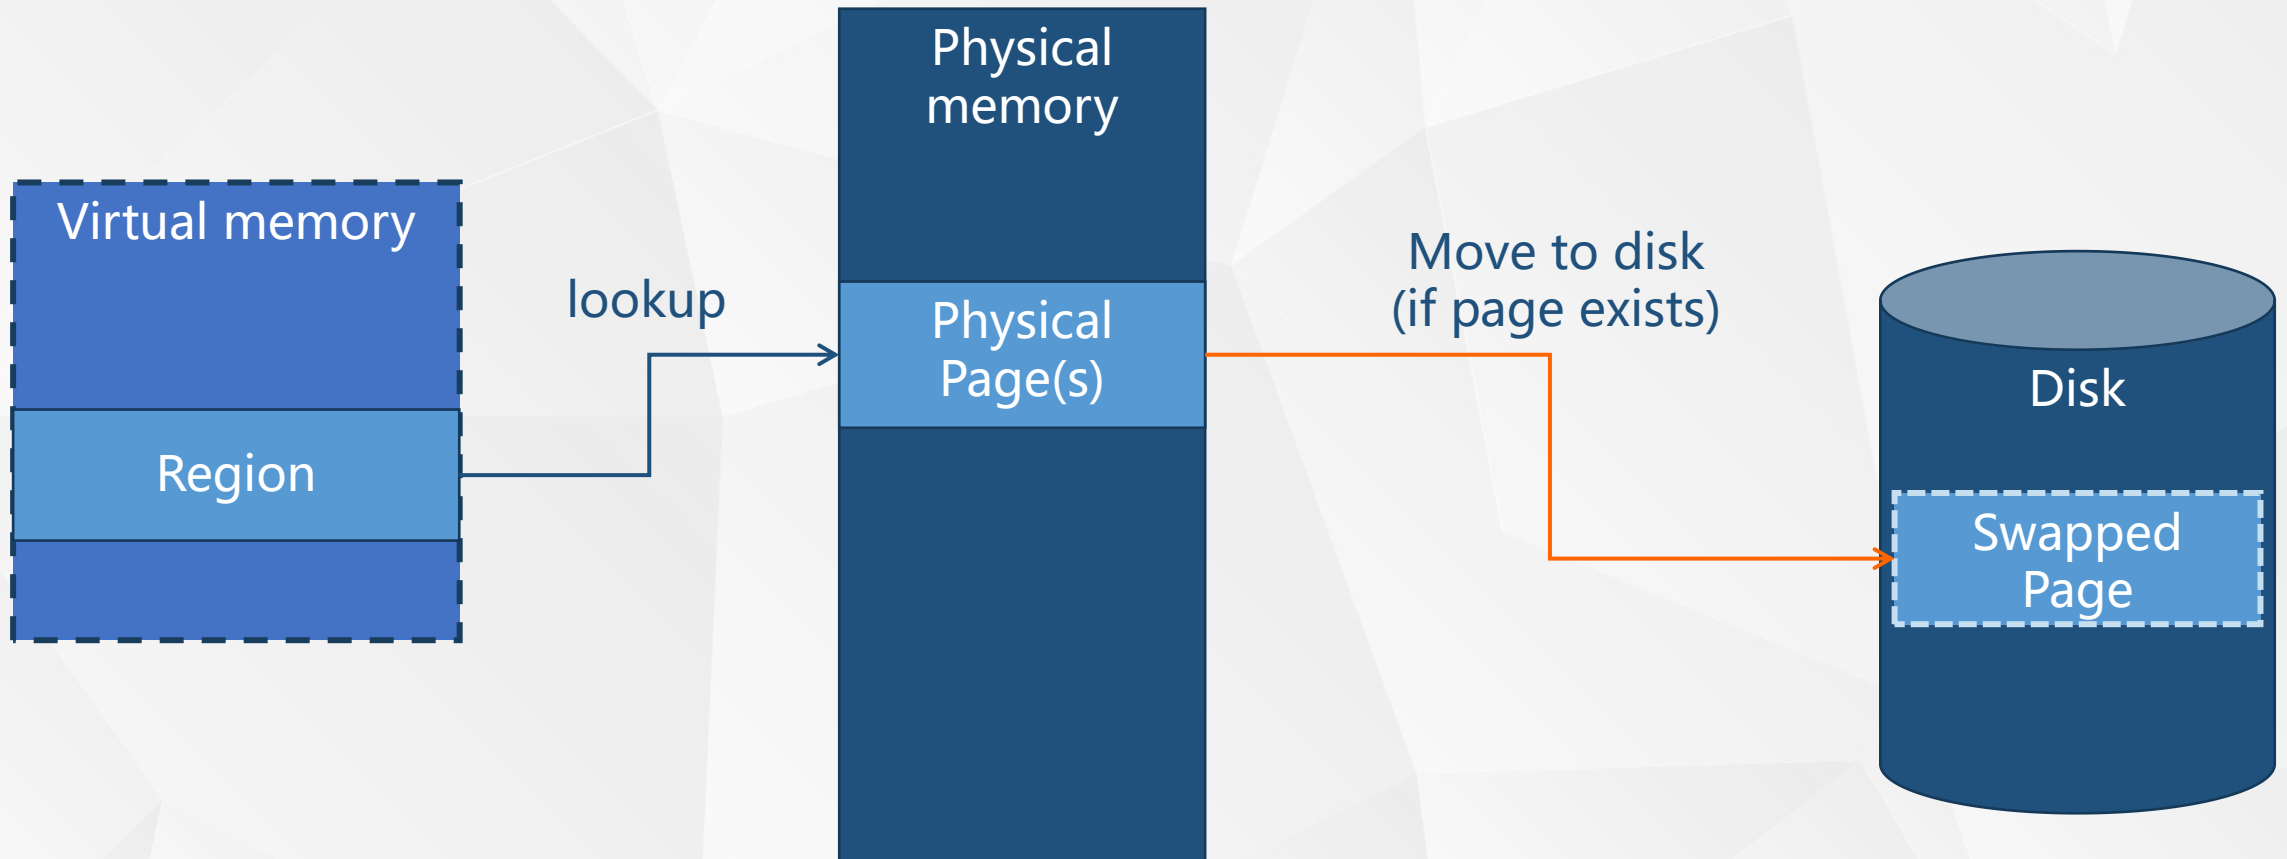 Virtual memory
Region
lookup
Physical
memory
Physical
Page(s)
Move to disk
(if page exists)
Disk
Swapped
Page